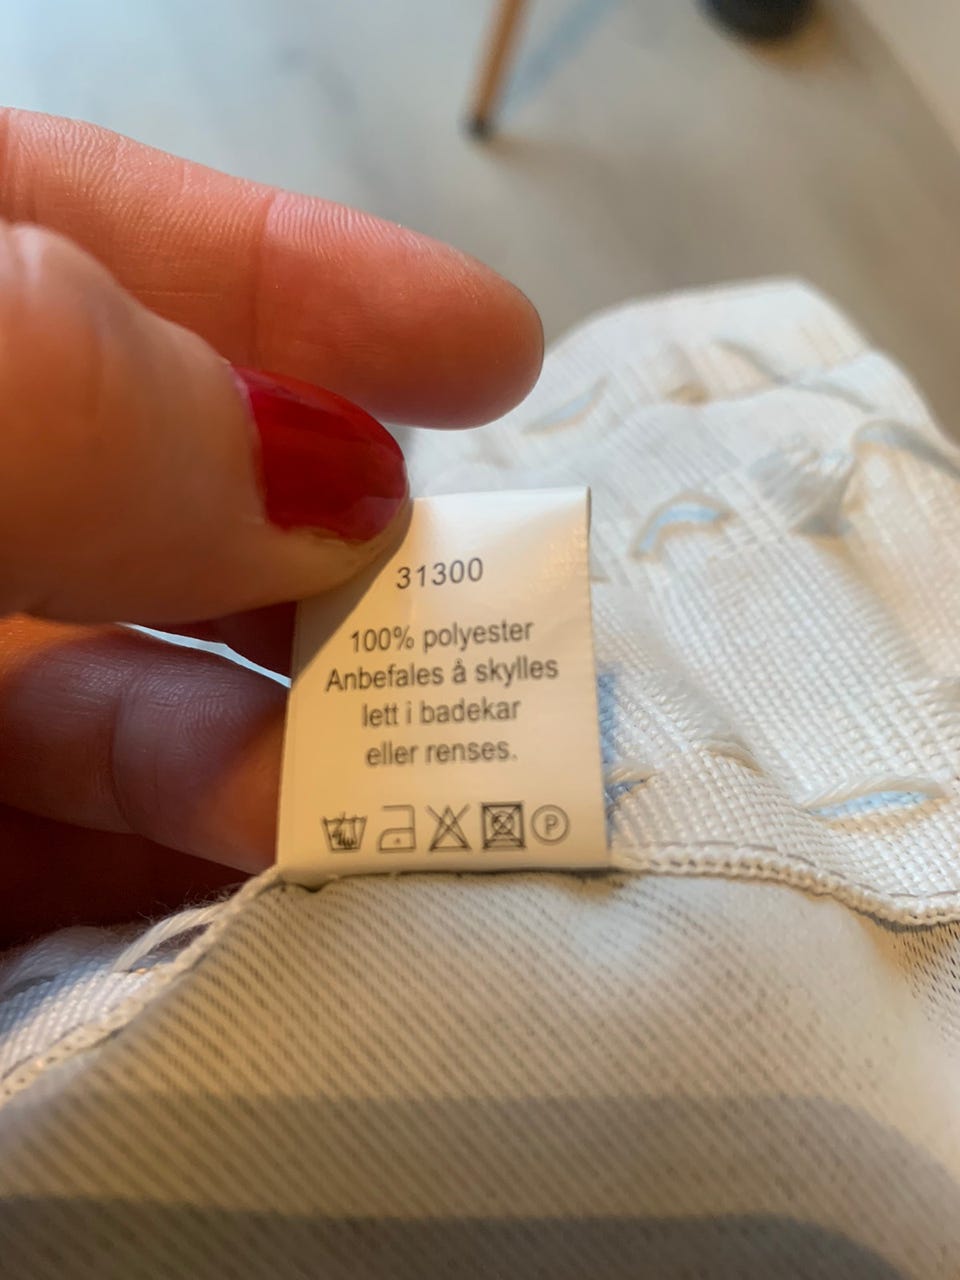 31300
100% polyester
Anbefales å skylles
lett i badekar
eller renses.
P